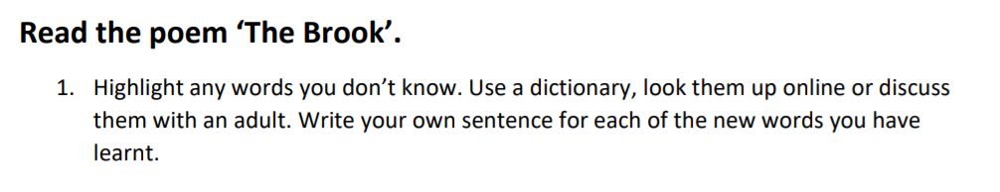 Read the poem ‘The Brook’.
1. Highlight any words you don’t know. Use a dictionary, look them up online or discuss
them with an adult. Write your own sentence for each of the new words you have
learnt.